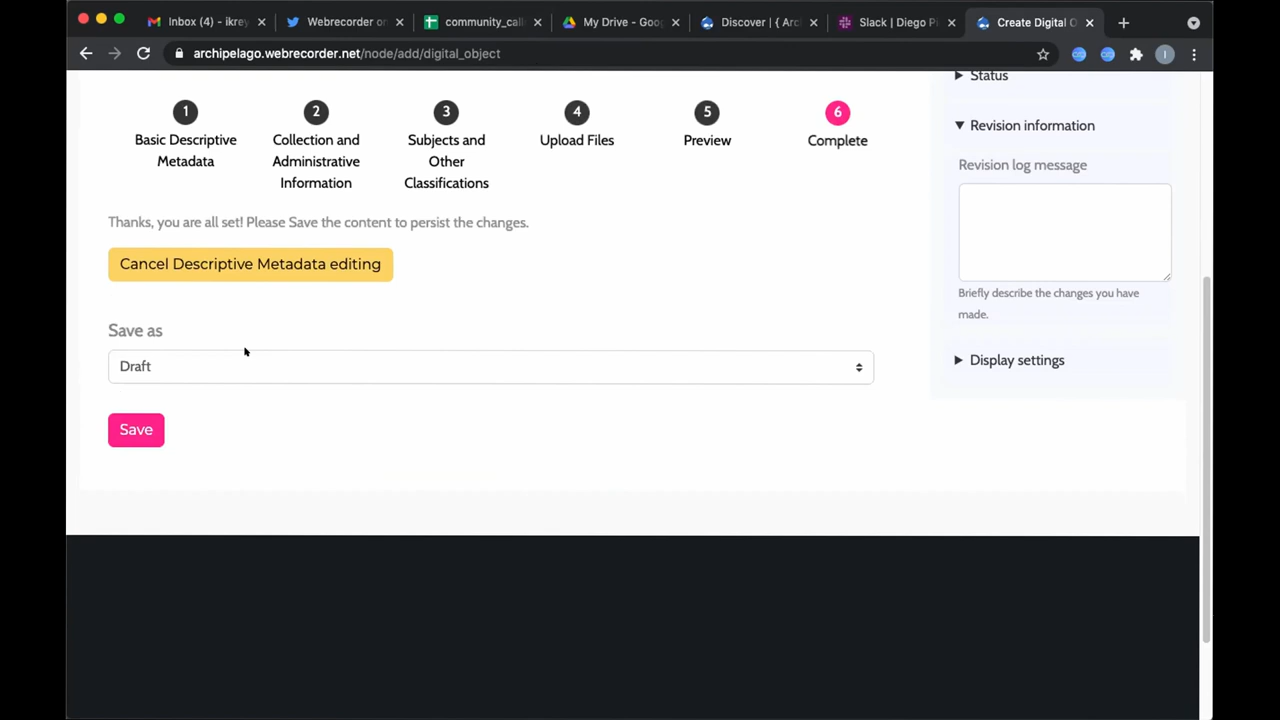 Inbox (4) - ikrey
Webrecorder on
community_call
My Drive - Goog
Discover | { Arc
Slack | Diego Pi
Create Digital O
archipelago.webrecorder.net/node/add/digital_object
I
1
2
3
4
5
6
Basic Descriptive
Metadata
Collection and
Administrative
Information
Subjects and
Other
Classifications
Upload Files
Preview
Complete
Thanks, you are all set! Please Save the content to persist the changes.
Cancel Descriptive Metadata editing
Save as
Draft
Save
Status
Revision information
Revision log message
Briefly describe the changes you have
made.
Display settings